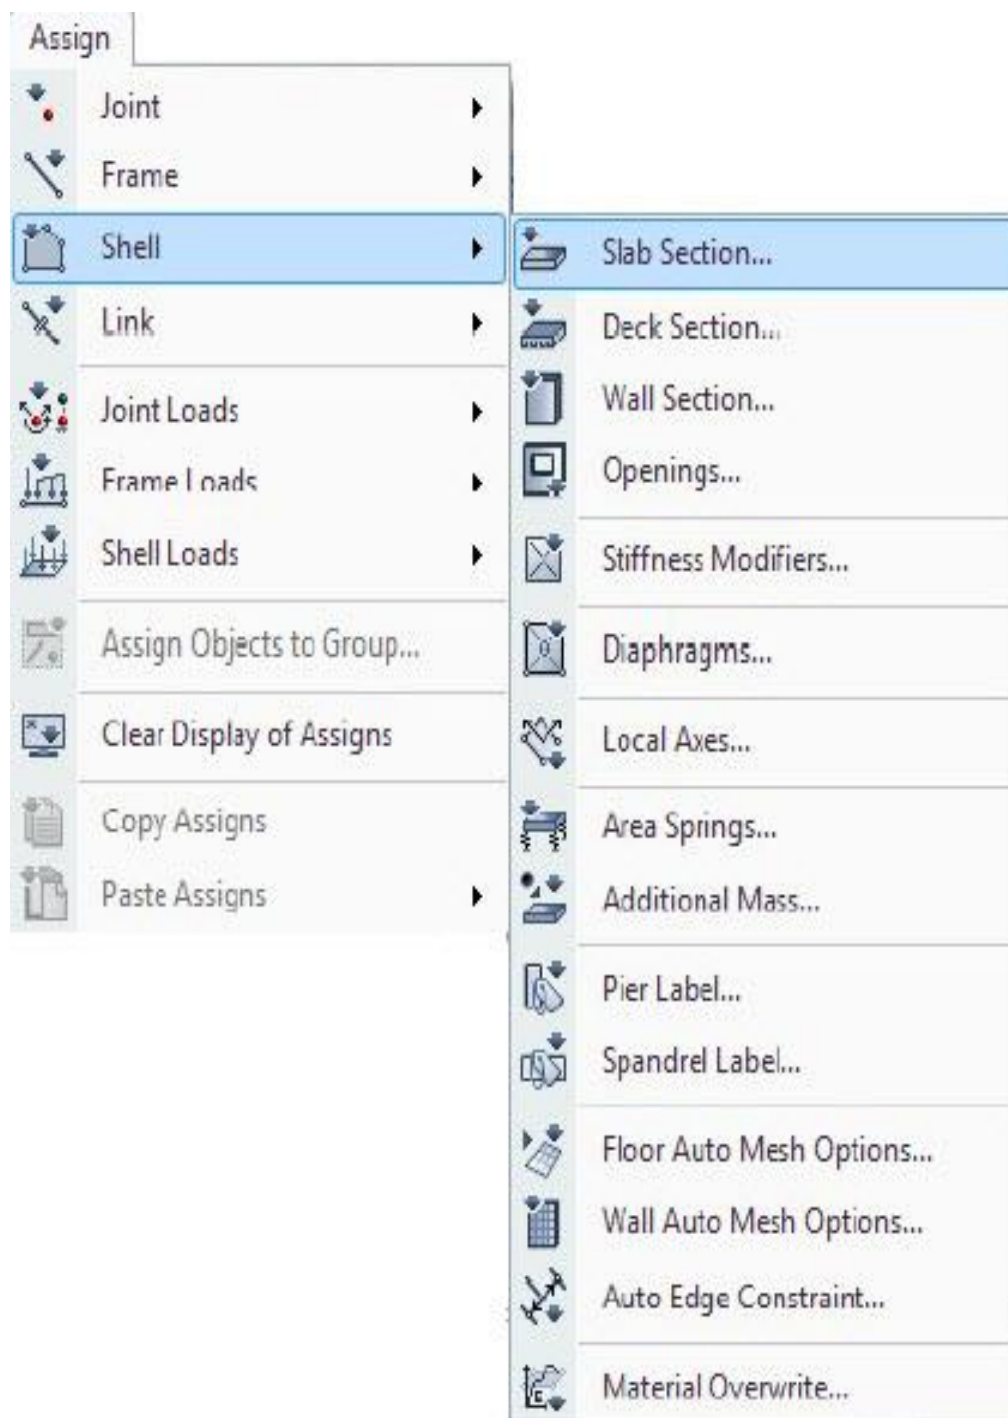 Assign
Joint
Frame
Shell
Link
Joint Loads
Frame Loads
Shell Loads
Assign Objects to Group...
Clear Display of Assigns
Copy Assigns
Paste Assigns
Slab Section...
Deck Section...
Wall Section...
Openings...
Stiffness Modifiers...
Diaphragms...
Local Axes...
Area Springs...
Additional Mass...
Pier Label...
Spandrel Label...
Floor Auto Mesh Options...
Wall Auto Mesh Options...
Auto Edge Constraint...
Material Overwrite...